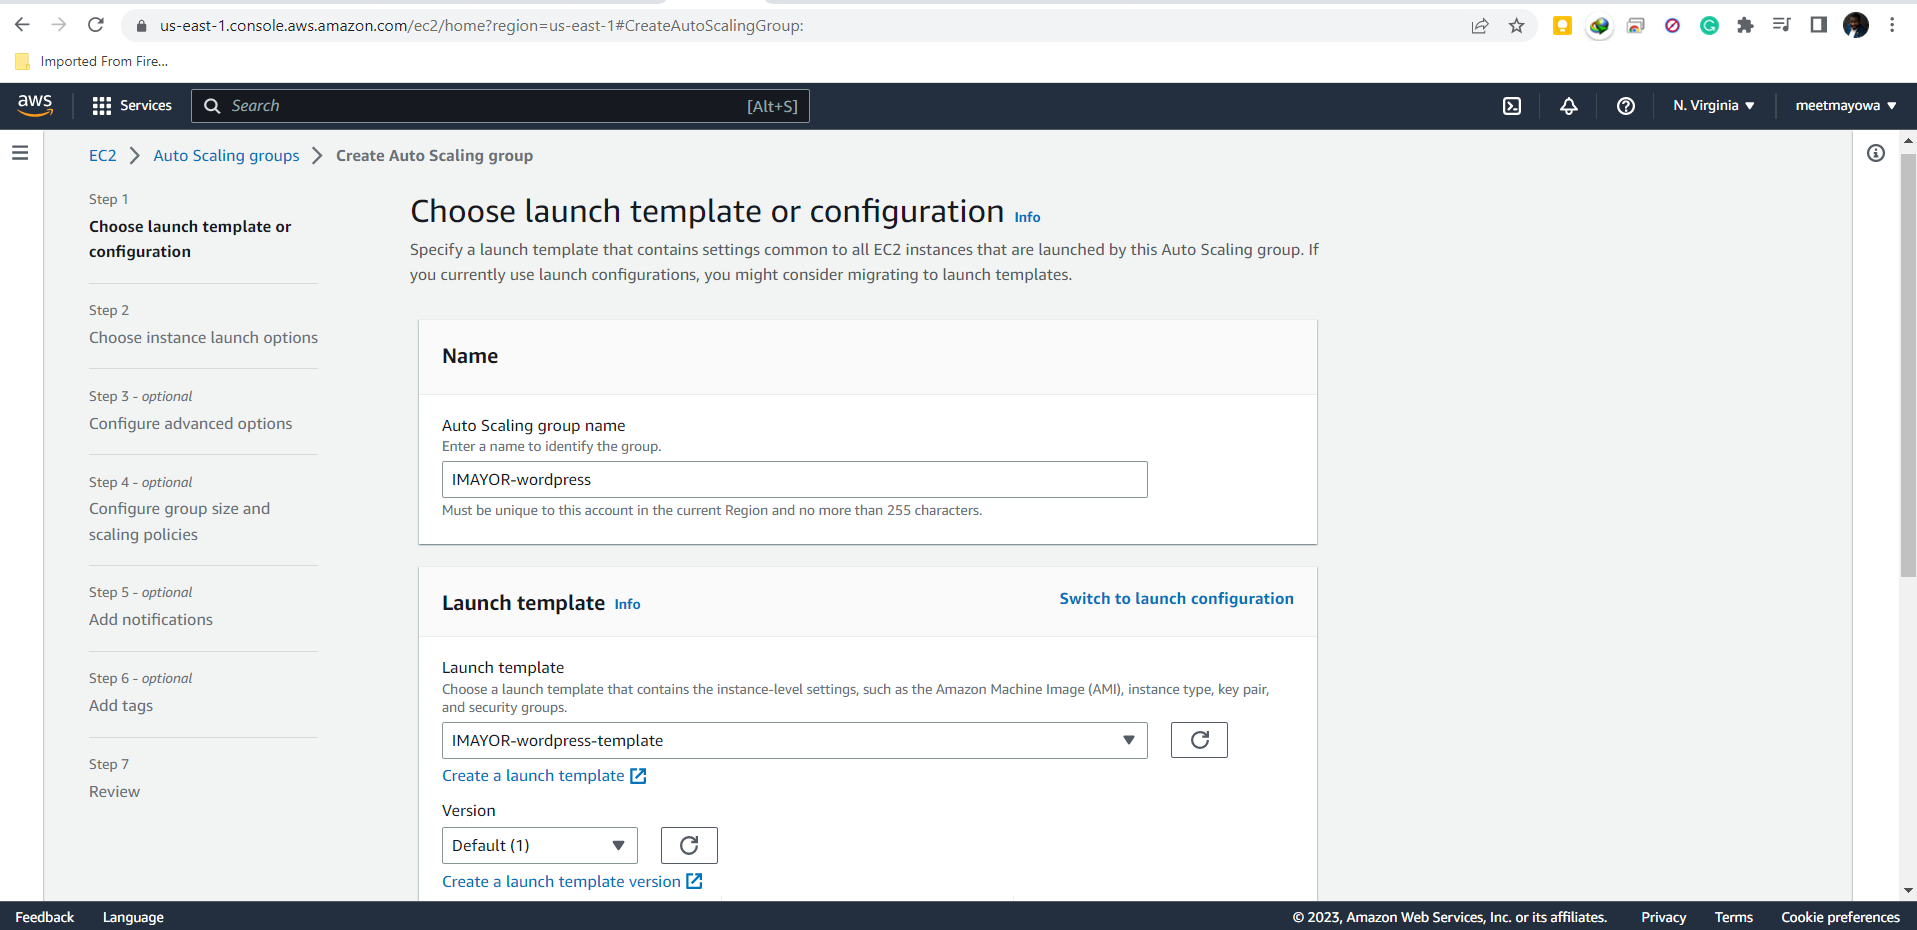 us-east-1.console.aws.amazon.com/ec2/home?region=us-east-1#CreateAutoScalingGroup:
Imported From Fire...
aws
Services
Search
[Alt+S]
N. Virginia
meetmayowa
EC2
Auto Scaling groups
Create Auto Scaling group
Step 1
Choose launch template or
configuration
Step 2
Choose instance launch options
Step 3 - optional
Configure advanced options
Step 4 - optional
Configure group size and
scaling policies
Step 5 - optional
Add notifications
Step 6 - optional
Add tags
Step 7
Review
Choose launch template or configuration Info
Specify a launch template that contains settings common to all EC2 instances that are launched by this Auto Scaling group. If
you currently use launch configurations, you might consider migrating to launch templates.
Name
Auto Scaling group name
Enter a name to identify the group.
IMAYOR-wordpress
Must be unique to this account in the current Region and no more than 255 characters.
Launch template Info
Switch to launch configuration
Launch template
Choose a launch template that contains the instance-level settings, such as the Amazon Machine Image (AMI), instance type, key pair,
and security groups.
IMAYOR-wordpress-template
Create a launch template
Version
Default (1)
Create a launch template version
Feedback
Language
© 2023, Amazon Web Services, Inc. or its affiliates.
Privacy
Terms
Cookie preferences